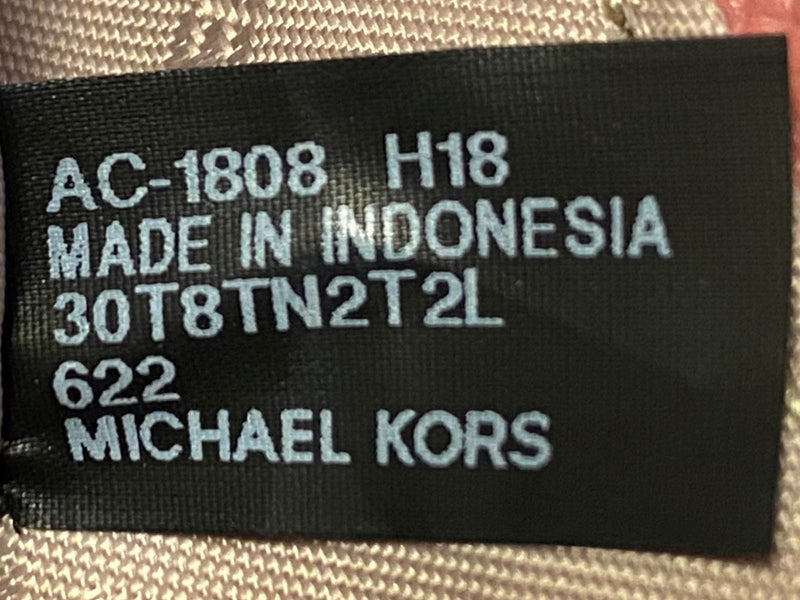 AC-1808 H18
MADE IN INDONESIA
30T8TN2T2L
622
MICHAEL KORS